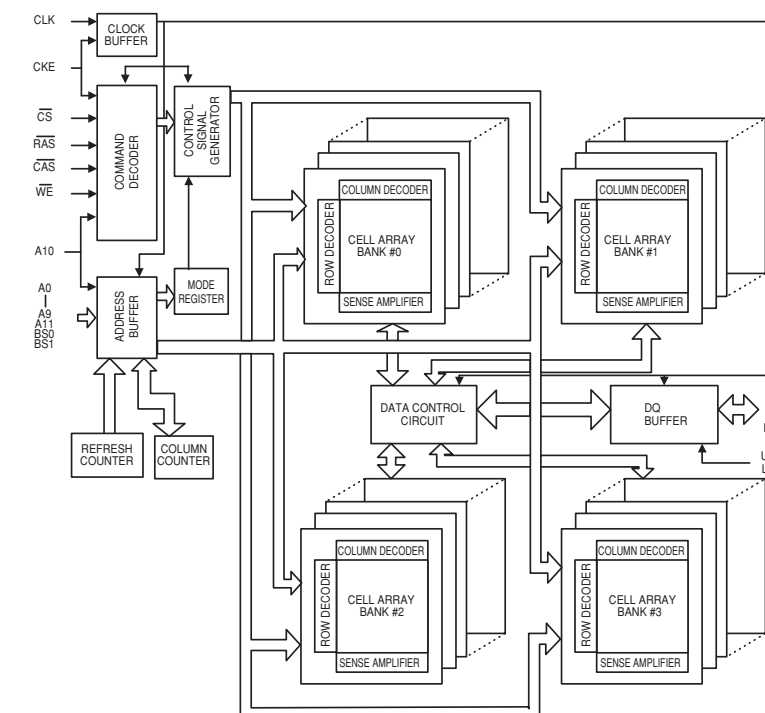 CLK
CLOCK
BUFFER
CKE
CS
RAS
CAS
WE
COMMAND
DECODER
CONTROL
SIGNAL
GENERATOR
A10
A0
A9
A11
BS0
BS1
ADDRESS
BUFFER
MODE
REGISTER
REFRESH
COUNTER
COLUMN
COUNTER
COLUMN DECODER
ROW DECODER
CELL ARRAY
BANK #0
SENSE AMPLIFIER
COLUMN DECODER
ROW DECODER
CELL ARRAY
BANK #1
SENSE AMPLIFIER
DATA CONTROL
CIRCUIT
DQ
BUFFER
COLUMN DECODER
ROW DECODER
CELL ARRAY
BANK #2
SENSE AMPLIFIER
COLUMN DECODER
ROW DECODER
CELL ARRAY
BANK #3
SENSE AMPLIFIER